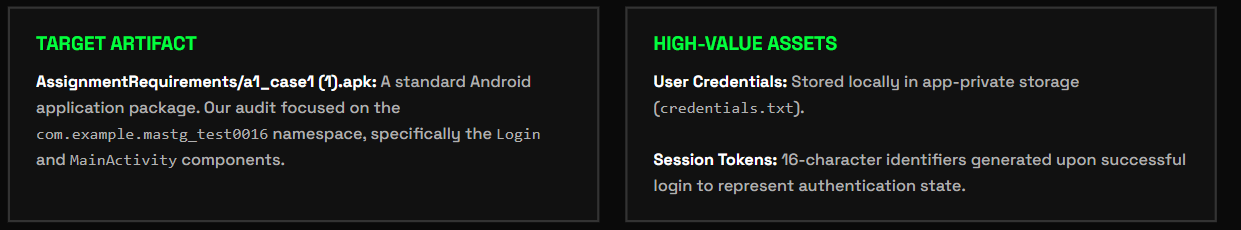 TARGET ARTIFACT
AssignmentRequirements/a1_case1 (1).apk: A standard Android
application package. Our audit focused on the
com.example.mastg_test0016 namespace, specifically the Login
and MainActivity components.
HIGH-VALUE ASSETS
User Credentials: Stored locally in app-private storage
(credentials.txt).
Session Tokens: 16-character identifiers generated upon successful
login to represent authentication state.